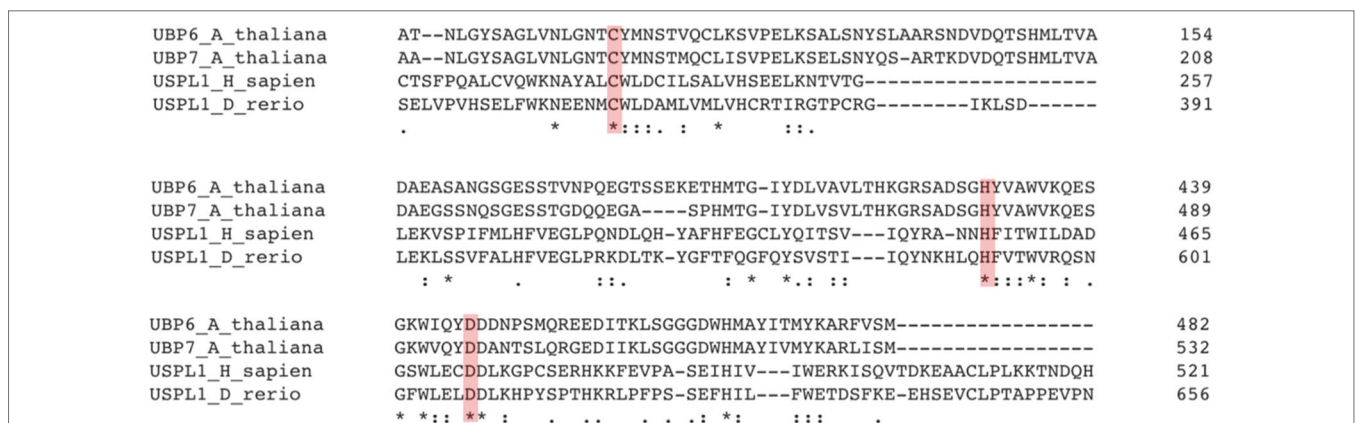 UBP6_A_thaliana AT--NLGYSAGLVNLGNTCYMNSTVQCLKSVPELKSALSNYSLAARSNDVDQTSHMLTVA 154
UBP7_A_thaliana AA--NLGYSAGLVNLGNTCYMNSTMQCLISVPELKSELSNYQS-ARTKDVDQTSHMLTVA 208
USPL1_H_sapien CTSFPQALCVQWKNAYALCWLDCILSALVHSEELKNTVTG-------------------- 257
USPL1_D_rerio SELVPVHSELFWKNEENMCWLDAMLVMLVHCRTIRGTPCRG--------IKLSD------ 391
. * *:::. : * ::.
UBP6_A_thaliana DAEASANGSGESSTVNPQEGTSSEKETHMTG-IYDLVAVLTHKGRSADSGHYVAWVKQES 439
UBP7_A_thaliana DAEGSSNQSGESSTGDQQEGA----SPHMTG-IYDLVSVLTHKGRSADSGHYVAWVKQES 489
USPL1_H_sapien LEKVSPIFMLHFVEGLPQNDLQH-YAFHFEGCLYQITSV---IQYRA-NNHFITWILDAD 465
USPL1_D_rerio LEKLSSVFALHFVEGLPRKDLTK-YGFTFQGFQYSVSTI---IQYNKHLQHFVTWVRQSN 601
: * . ::. : * *.: :: *:::*: : .
UBP6_A_thaliana GKWIQYDDDNPSMQREEDITKLSGGGDWHMAYITMYKARFVSM----------------- 482
UBP7_A_thaliana GKWVQYDDANTSLQRGEDIIKLSGGGDWHMAYIVMYKARLISM----------------- 532
USPL1_H_sapien GSWLECDDLKGPCSERHKKFEVPA-SEIHIV---IWERKISQVTDKEAACLPLKKTNDQH 521
USPL1_D_rerio GFWLELDDLKHPYSPTHKRLPFPS-SEFHIL---FWETDSFKE-EHSEVCLPTAPPEVPN 656
* *:: ** : . .. . .: *: ::: .